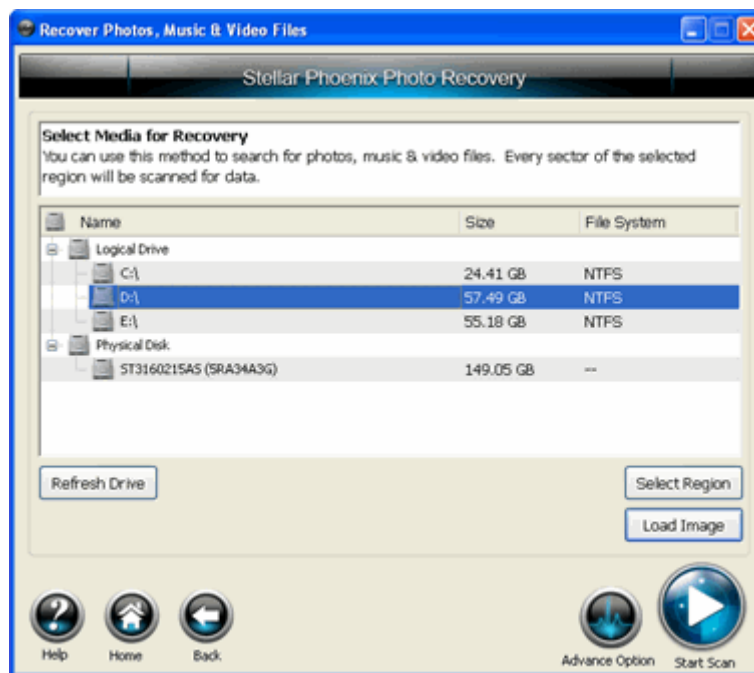 Recover Photos, Music & Video Files
Stellar Phoenix Photo Recovery
Select Media for Recovery
You can use this method to search for photos, music & video files. Every sector of the selected
region will be scanned for data.
Name Size File System
Logical Drive
C:\ 24.41 GB NTFS
D:\ 57.49 GB NTFS
E:\ 55.18 GB NTFS
Physical Disk
ST3160215AS (SRA34A3G) 149.05 GB --
Refresh Drive Select Region
Load Image
Help Home Back Advance Option Start Scan